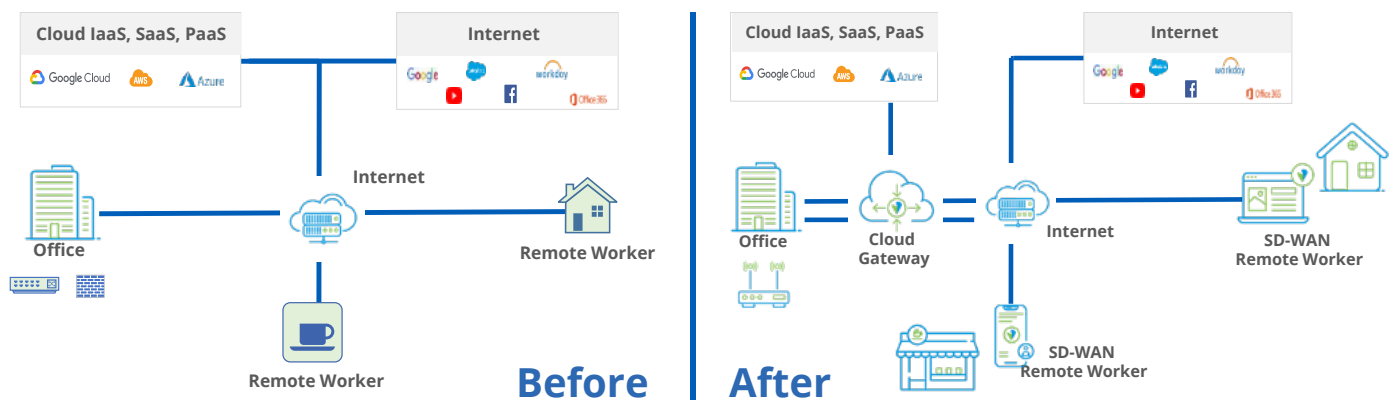 Cloud IaaS, SaaS, PaaS
Google Cloud
AWS
Azure
Internet
Google
workday
Office 365
Internet
Office
Remote Worker
Remote Worker
Before
Cloud IaaS, SaaS, PaaS
Google Cloud
AWS
Azure
Internet
Google
workday
Office 365
Office
Cloud
Gateway
Internet
SD-WAN
Remote Worker
SD-WAN
Remote Worker
After